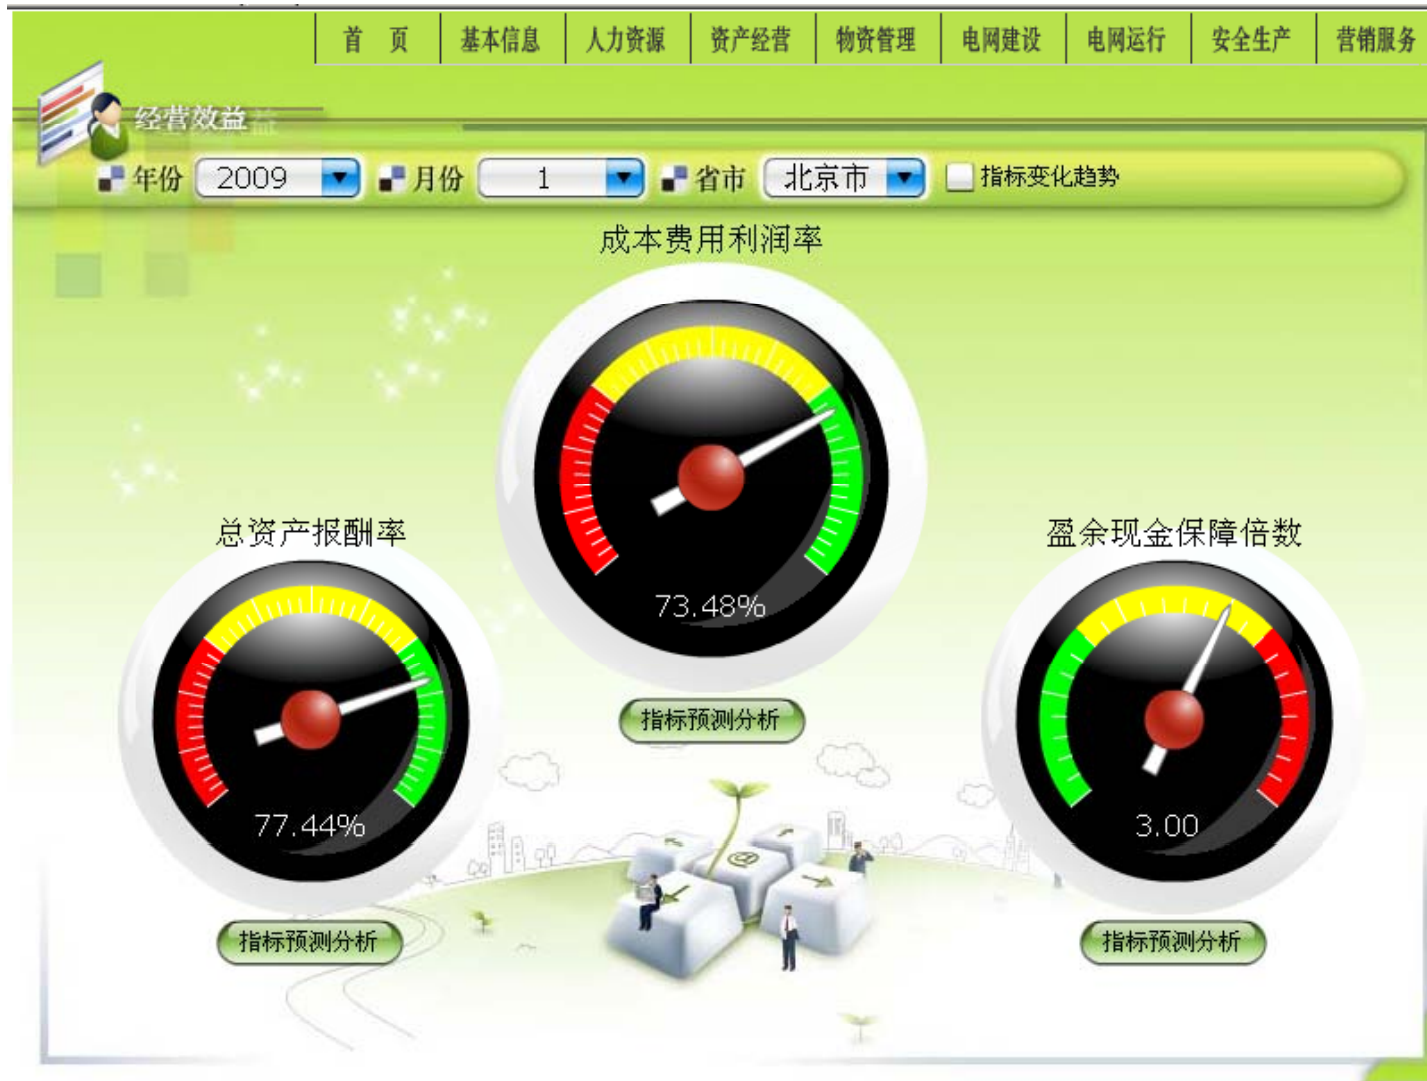 首 页 基本信息 人力资源 资产经营 物资管理 电网建设 电网运行 安全生产 营销服务
经营效益
年份 2009 月份 1 省市 北京市 指标变化趋势
成本费用利润率
73.48%
指标预测分析
总资产报酬率
77.44%
指标预测分析
盈余现金保障倍数
3.00
指标预测分析